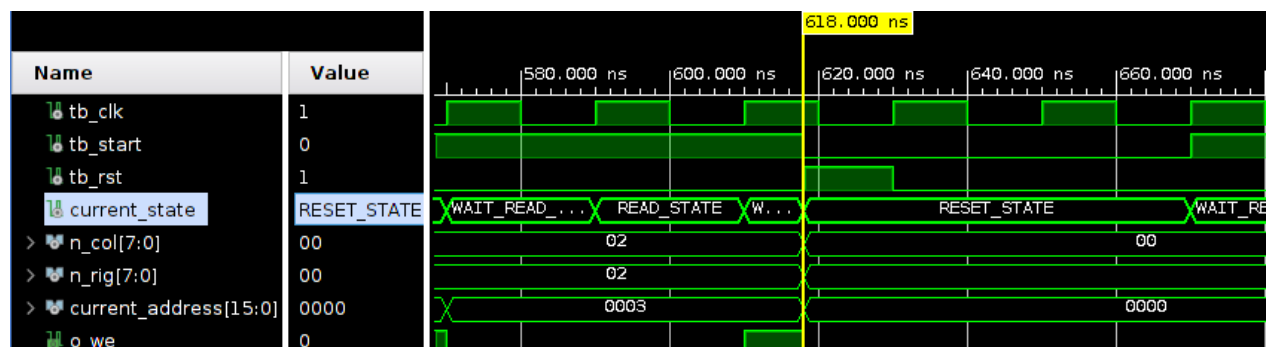 618.000 ns
Name Value 580.000 ns 600.000 ns 620.000 ns 640.000 ns 660.000 ns
tb_clk 1
tb_start 0
tb_rst 1
current_state RESET_STATE WAIT_READ_... READ_STATE W... RESET_STATE WAIT_RE
n_col[7:0] 00 02 00
n_rig[7:0] 00 02
current_address[15:0] 0000 0003 0000
o_we 0